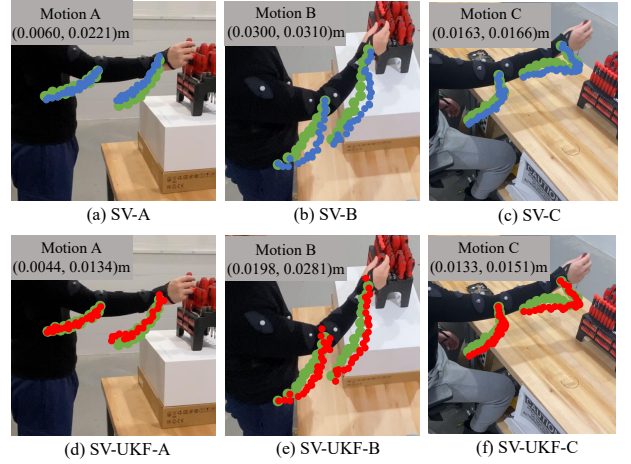 Motion A
(0.0060, 0.0221)m
Motion B
(0.0300, 0.0310)m
Motion C
(0.0163, 0.0166)m
CAUTION
(a) SV-A
(b) SV-B
(c) SV-C
Motion A
(0.0044, 0.0134)m
Motion B
(0.0198, 0.0281)m
Motion C
(0.0133, 0.0151)m
CAUTION
(d) SV-UKF-A
(e) SV-UKF-B
(f) SV-UKF-C